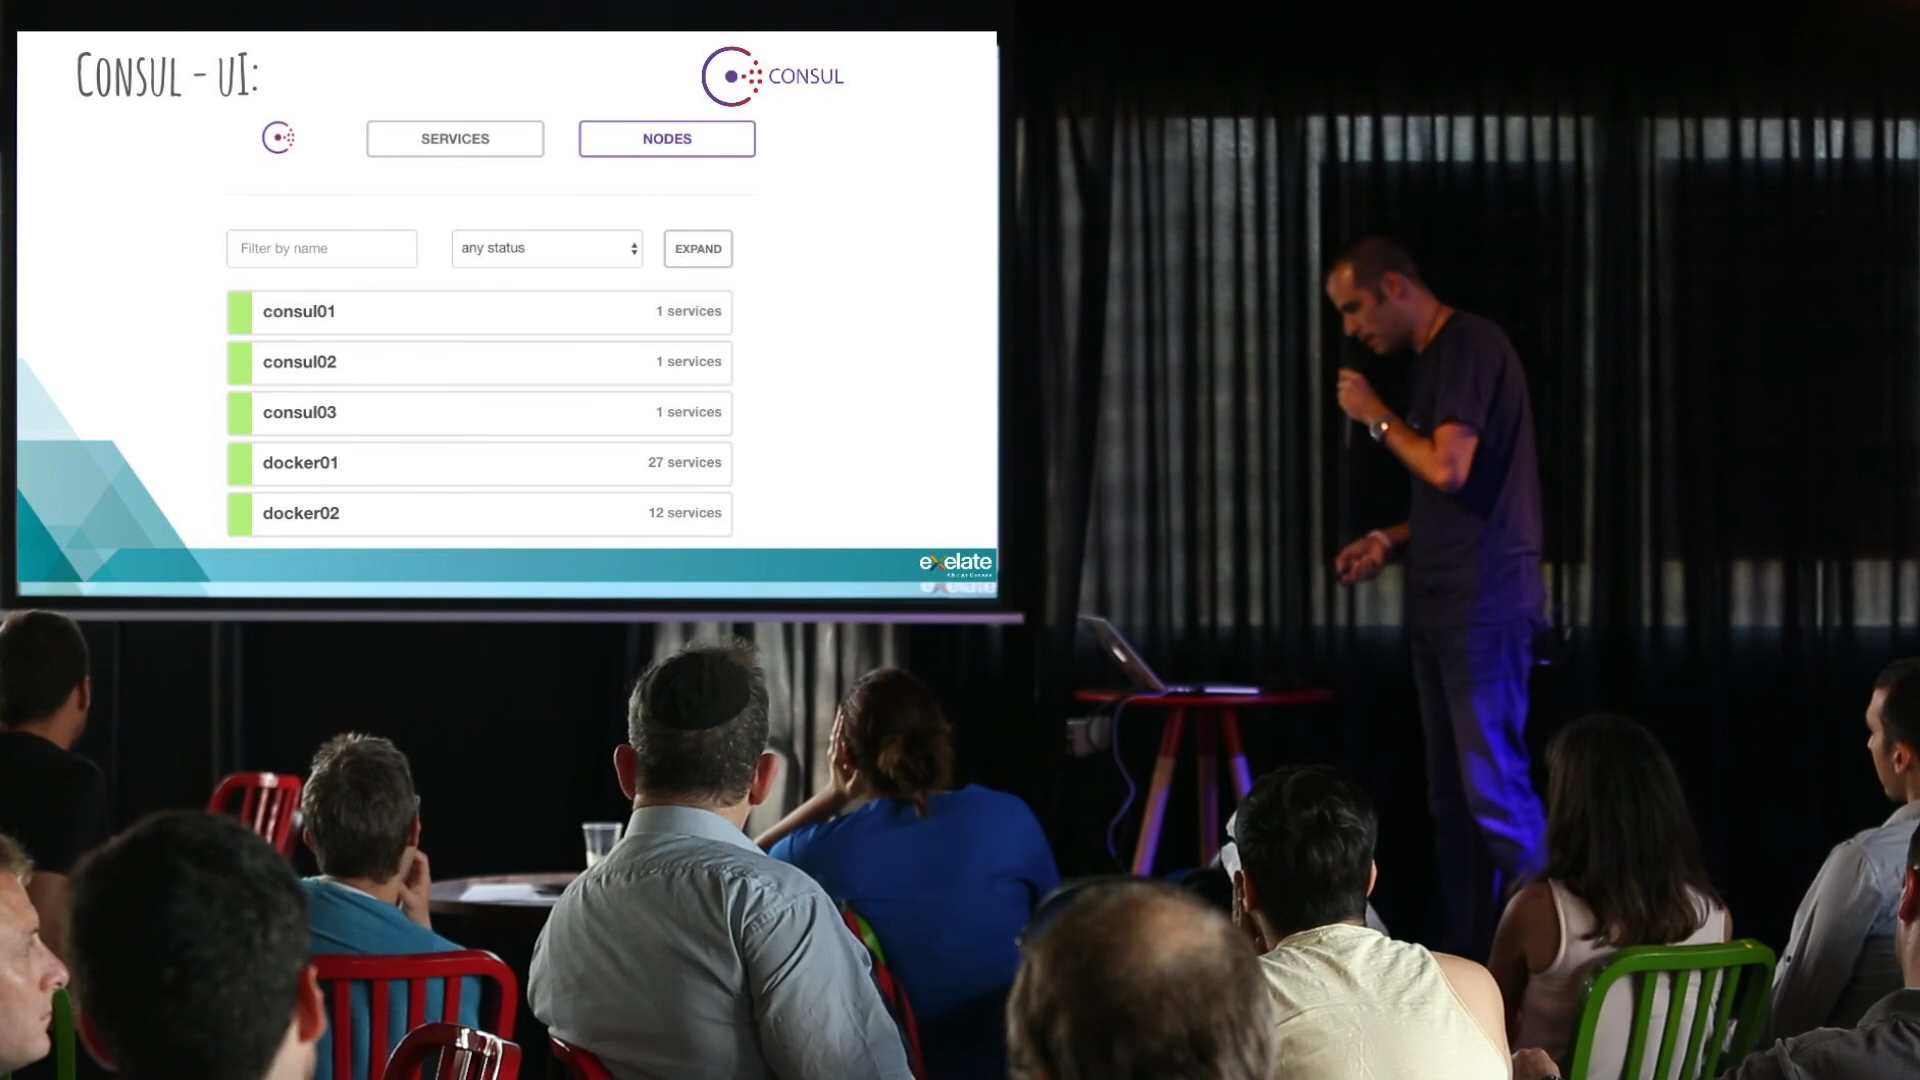 CONSUL - UI:
CONSUL
SERVICES
NODES
Filter by name
any status
EXPAND
consul01
1 services
consul02
1 services
consul03
1 services
docker01
27 services
docker02
12 services
eXelate